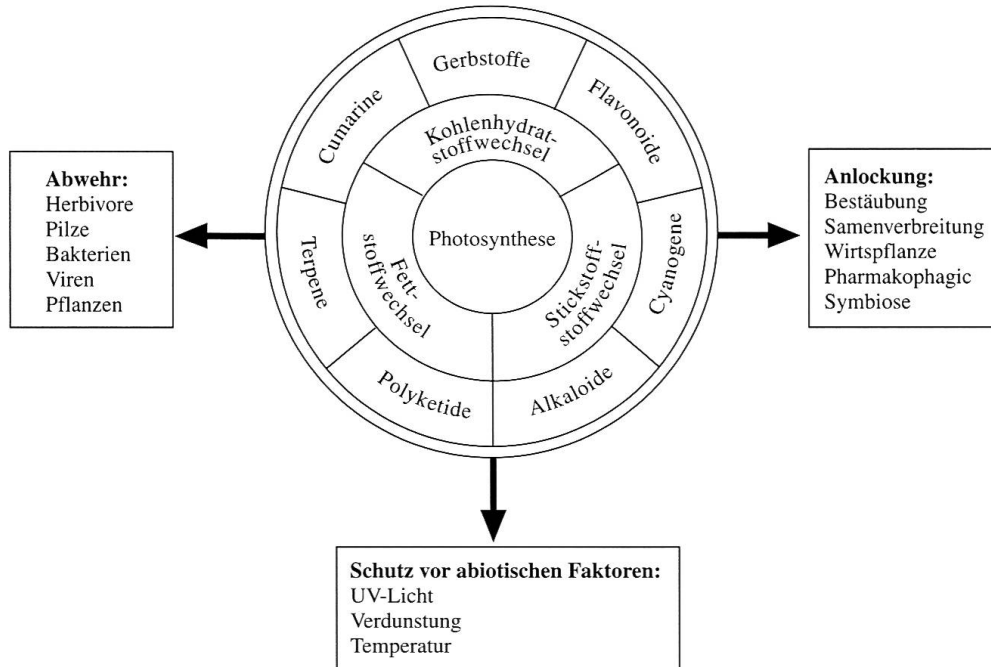 Gerbstoffe
Flavonoide
Cyanogene
Alkaloide
Polyketide
Terpene
Cumarine
Kohlenhydrat-
stoffwechsel
Stickstoff-
stoffwechsel
Fett-
stoffwechsel
Photosynthese
Abwehr:
Herbivore
Pilze
Bakterien
Viren
Pflanzen
Anlockung:
Bestäubung
Samenverbreitung
Wirtspflanze
Pharmakophagic
Symbiose
Schutz vor abiotischen Faktoren:
UV-Licht
Verdunstung
Temperatur